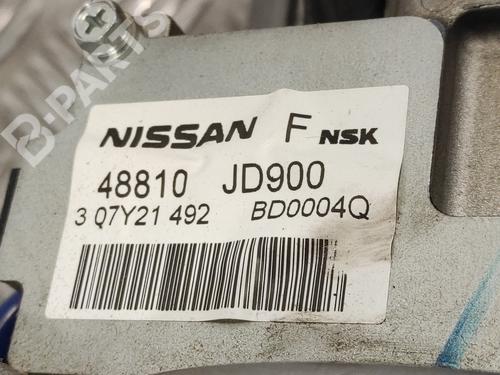 B-PARTS
NISSAN F NSK
48810 JD900
3 Q7Y21 492 BD0004Q